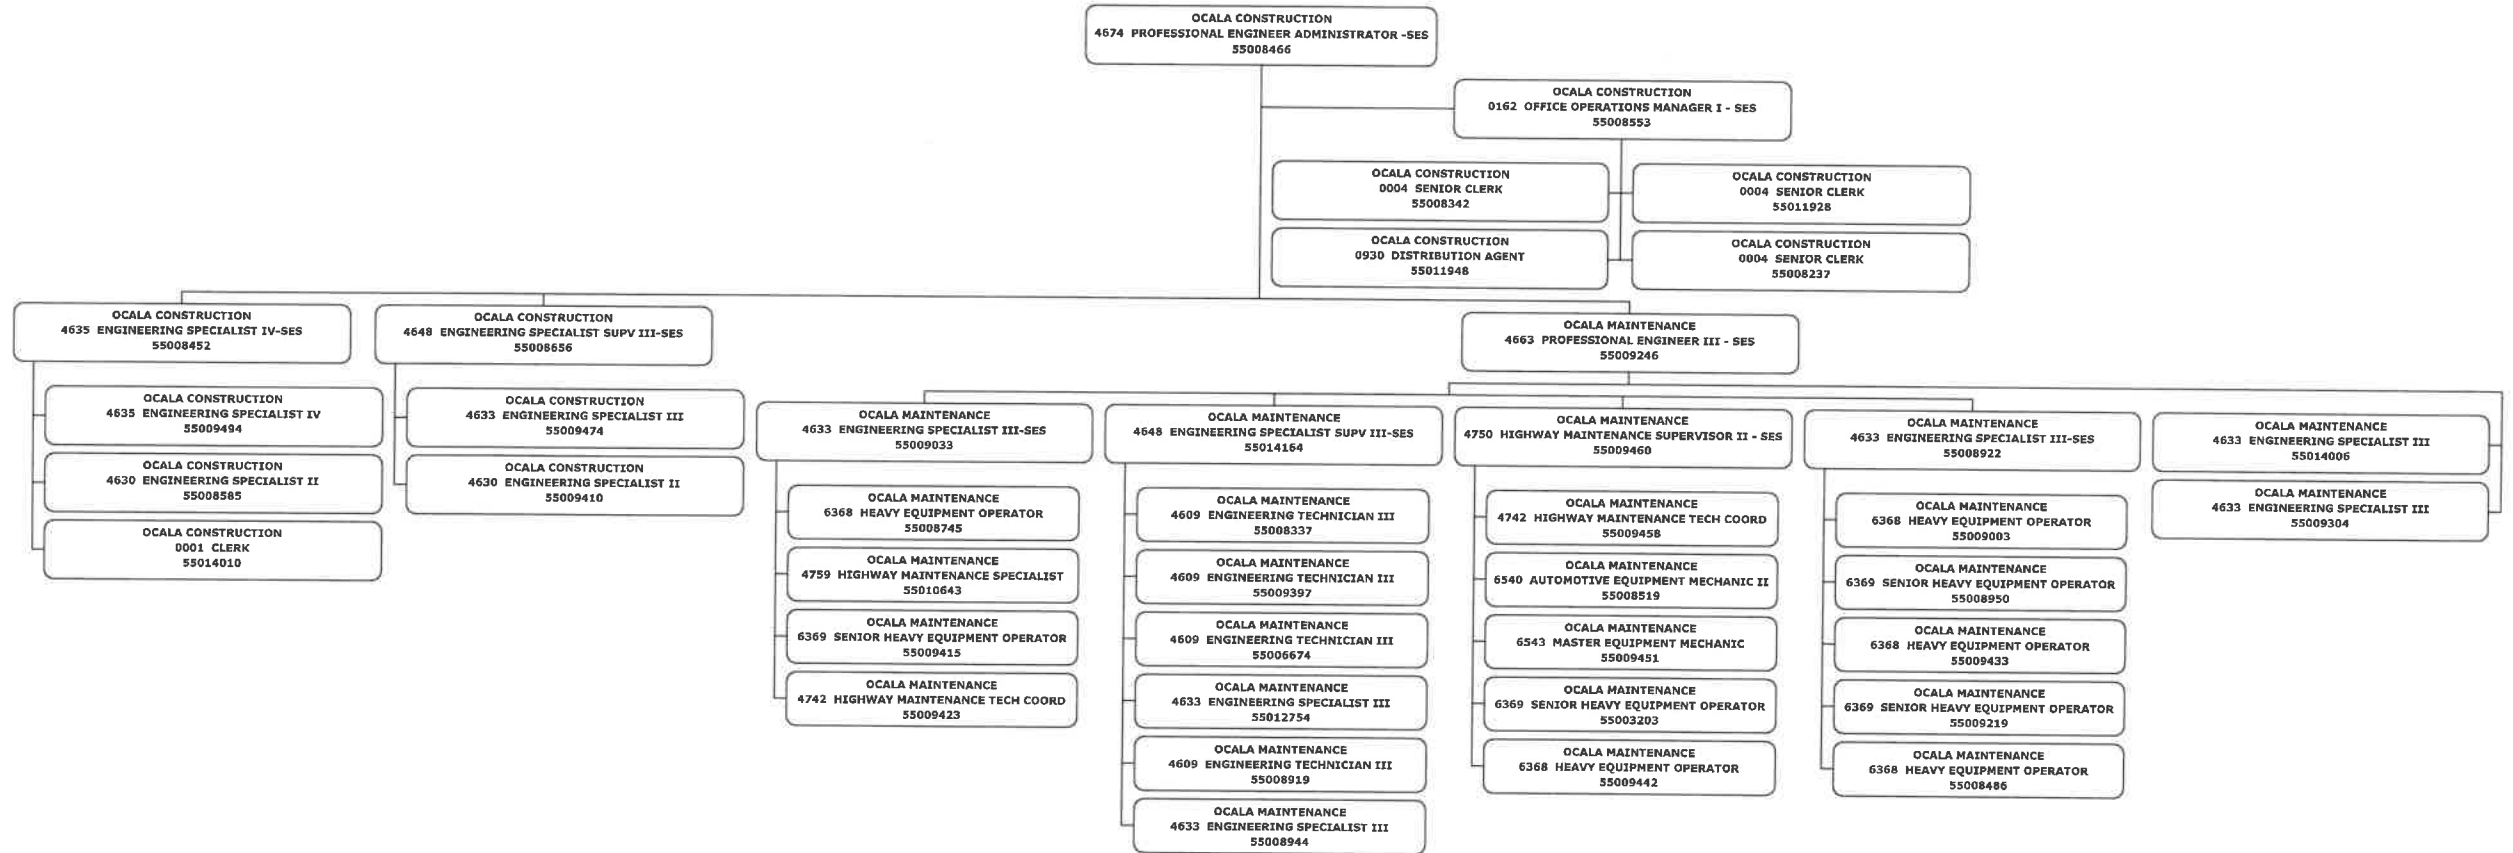 OCALA CONSTRUCTION
4674 PROFESSIONAL ENGINEER ADMINISTRATOR -SES
55008466
OCALA CONSTRUCTION
0162 OFFICE OPERATIONS MANAGER I - SES
55008553
OCALA CONSTRUCTION
0004 SENIOR CLERK
55008342
OCALA CONSTRUCTION
0004 SENIOR CLERK
55011928
OCALA CONSTRUCTION
0930 DISTRIBUTION AGENT
55011948
OCALA CONSTRUCTION
0004 SENIOR CLERK
55008237
OCALA CONSTRUCTION
4635 ENGINEERING SPECIALIST IV-SES
55008452
OCALA CONSTRUCTION
4635 ENGINEERING SPECIALIST IV
55009494
OCALA CONSTRUCTION
4630 ENGINEERING SPECIALIST II
55008585
OCALA CONSTRUCTION
0001 CLERK
55014010
OCALA CONSTRUCTION
4648 ENGINEERING SPECIALIST SUPV III-SES
55008656
OCALA CONSTRUCTION
4633 ENGINEERING SPECIALIST III
55009474
OCALA CONSTRUCTION
4630 ENGINEERING SPECIALIST II
55009410
OCALA MAINTENANCE
4663 PROFESSIONAL ENGINEER III - SES
55009246
OCALA MAINTENANCE
4633 ENGINEERING SPECIALIST III-SES
55009033
OCALA MAINTENANCE
6368 HEAVY EQUIPMENT OPERATOR
55008745
OCALA MAINTENANCE
4759 HIGHWAY MAINTENANCE SPECIALIST
55010643
OCALA MAINTENANCE
6369 SENIOR HEAVY EQUIPMENT OPERATOR
55009415
OCALA MAINTENANCE
4742 HIGHWAY MAINTENANCE TECH COORD
55009423
OCALA MAINTENANCE
4648 ENGINEERING SPECIALIST SUPV III-SES
55014164
OCALA MAINTENANCE
4609 ENGINEERING TECHNICIAN III
55008337
OCALA MAINTENANCE
4609 ENGINEERING TECHNICIAN III
55009397
OCALA MAINTENANCE
4609 ENGINEERING TECHNICIAN III
55006674
OCALA MAINTENANCE
4633 ENGINEERING SPECIALIST III
55012754
OCALA MAINTENANCE
4609 ENGINEERING TECHNICIAN III
55008919
OCALA MAINTENANCE
4633 ENGINEERING SPECIALIST III
55008944
OCALA MAINTENANCE
4750 HIGHWAY MAINTENANCE SUPERVISOR II - SES
55009460
OCALA MAINTENANCE
4742 HIGHWAY MAINTENANCE TECH COORD
55009458
OCALA MAINTENANCE
6540 AUTOMOTIVE EQUIPMENT MECHANIC II
55008519
OCALA MAINTENANCE
6543 MASTER EQUIPMENT MECHANIC
55009451
OCALA MAINTENANCE
6369 SENIOR HEAVY EQUIPMENT OPERATOR
55003203
OCALA MAINTENANCE
6368 HEAVY EQUIPMENT OPERATOR
55009442
OCALA MAINTENANCE
4633 ENGINEERING SPECIALIST III-SES
55008922
OCALA MAINTENANCE
6368 HEAVY EQUIPMENT OPERATOR
55009003
OCALA MAINTENANCE
6369 SENIOR HEAVY EQUIPMENT OPERATOR
55008950
OCALA MAINTENANCE
6368 HEAVY EQUIPMENT OPERATOR
55009433
OCALA MAINTENANCE
6369 SENIOR HEAVY EQUIPMENT OPERATOR
55009219
OCALA MAINTENANCE
6368 HEAVY EQUIPMENT OPERATOR
55008486
OCALA MAINTENANCE
4633 ENGINEERING SPECIALIST III
55014006
OCALA MAINTENANCE
4633 ENGINEERING SPECIALIST III
55009304